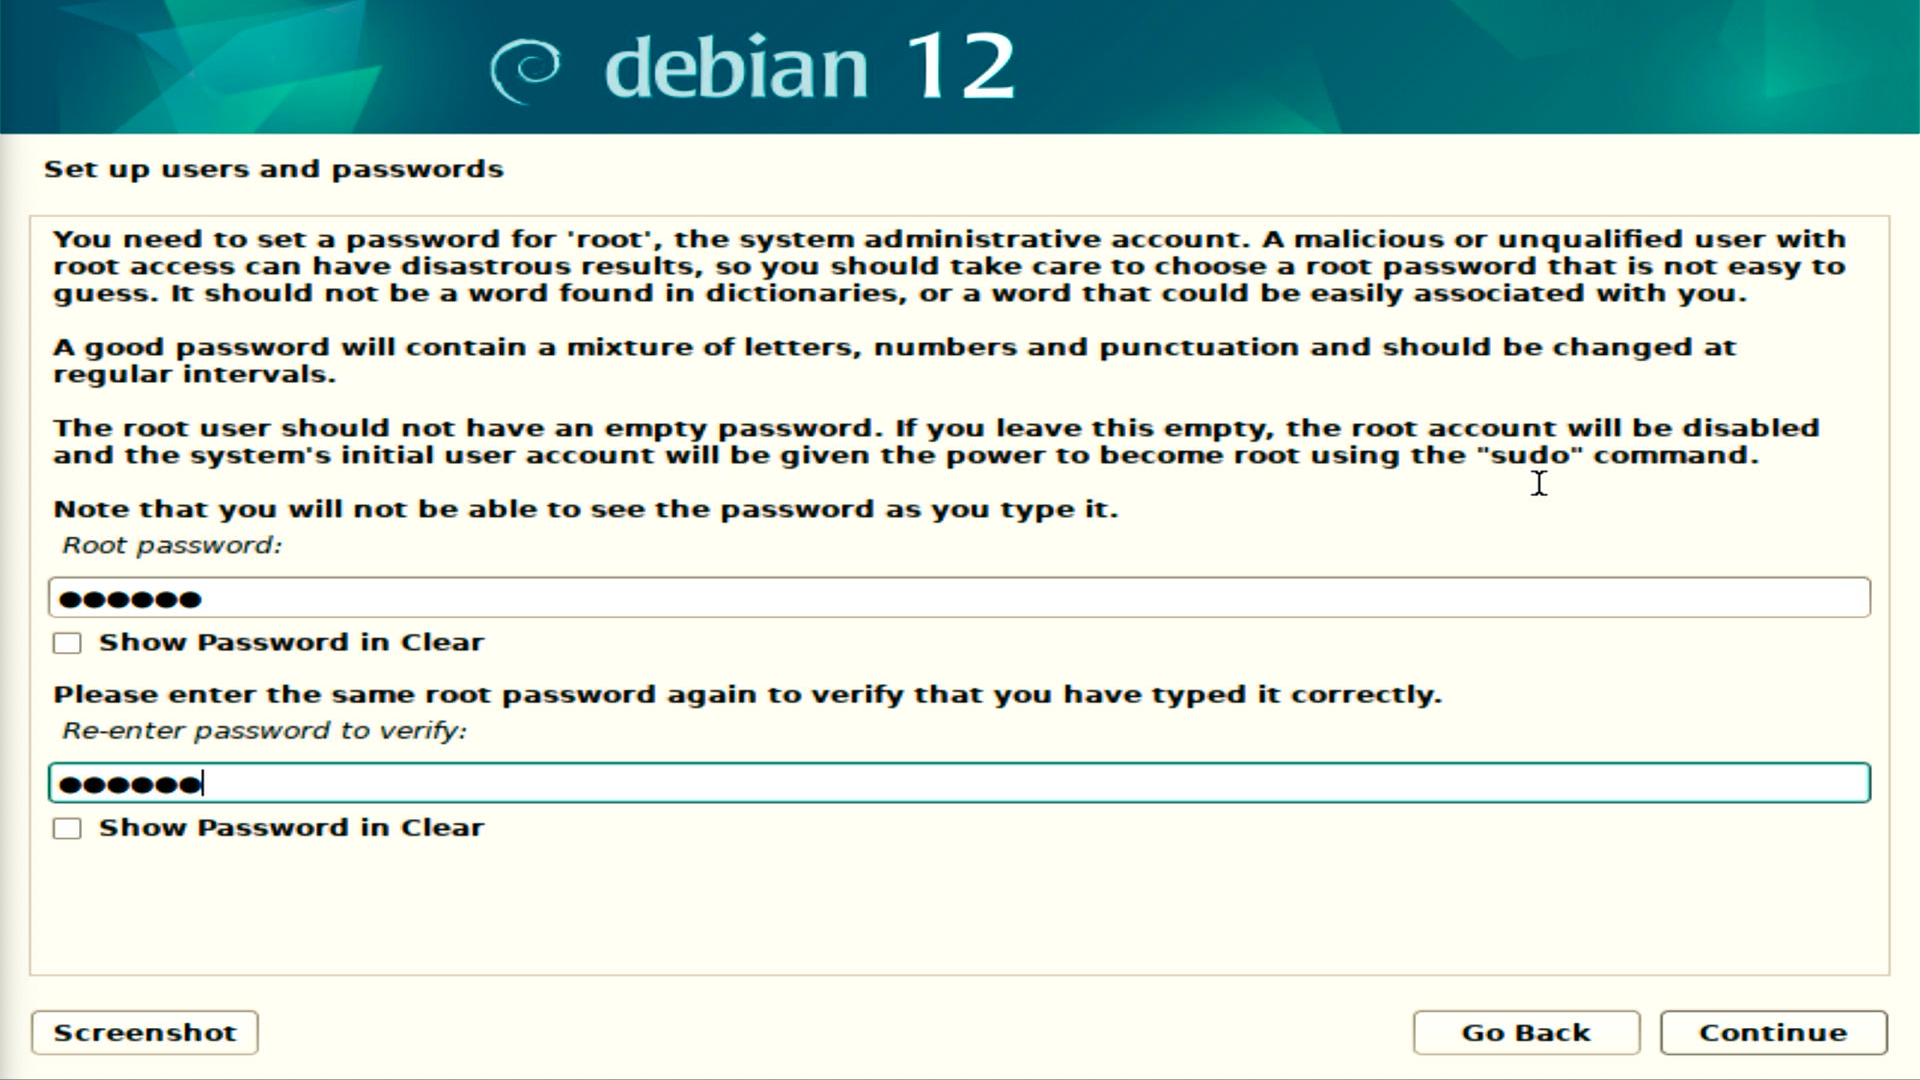 debian 12
Set up users and passwords
You need to set a password for 'root', the system administrative account. A malicious or unqualified user with
root access can have disastrous results, so you should take care to choose a root password that is not easy to
guess. It should not be a word found in dictionaries, or a word that could be easily associated with you.
A good password will contain a mixture of letters, numbers and punctuation and should be changed at
regular intervals.
The root user should not have an empty password. If you leave this empty, the root account will be disabled
and the system's initial user account will be given the power to become root using the "sudo" command.
Note that you will not be able to see the password as you type it.
Root password:
●●●●●●
Show Password in Clear
Please enter the same root password again to verify that you have typed it correctly.
Re-enter password to verify:
●●●●●●
Show Password in Clear
Screenshot
Go Back
Continue